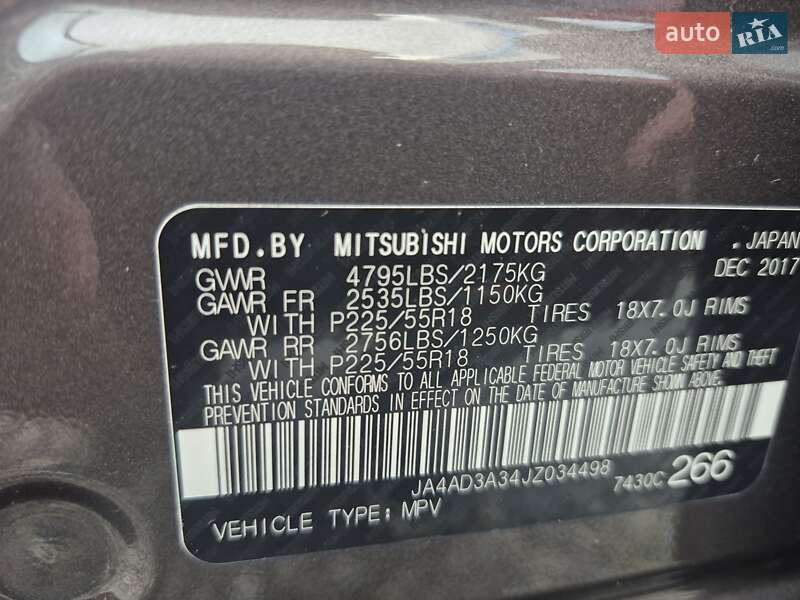 auto RIA.com
MFD.BY MITSUBISHI MOTORS CORPORATION .JAPAN
GVWR 4795LBS/2175KG DEC 2017
GAWR FR 2535LBS/1150KG
WITH P225/55R18 TIRES 18X7.0J RIMS
GAWR RR 2756LBS/1250KG
WITH P225/55R18 TIRES 18X7.0J RIMS
THIS VEHICLE CONFORMS TO ALL APPLICABLE FEDERAL MOTOR VEHICLE SAFETY AND THEFT
PREVENTION STANDARDS IN EFFECT ON THE DATE OF MANUFACTURE SHOWN ABOVE.
JA4AD3A34JZ034498 7430C 266
VEHICLE TYPE: MPV